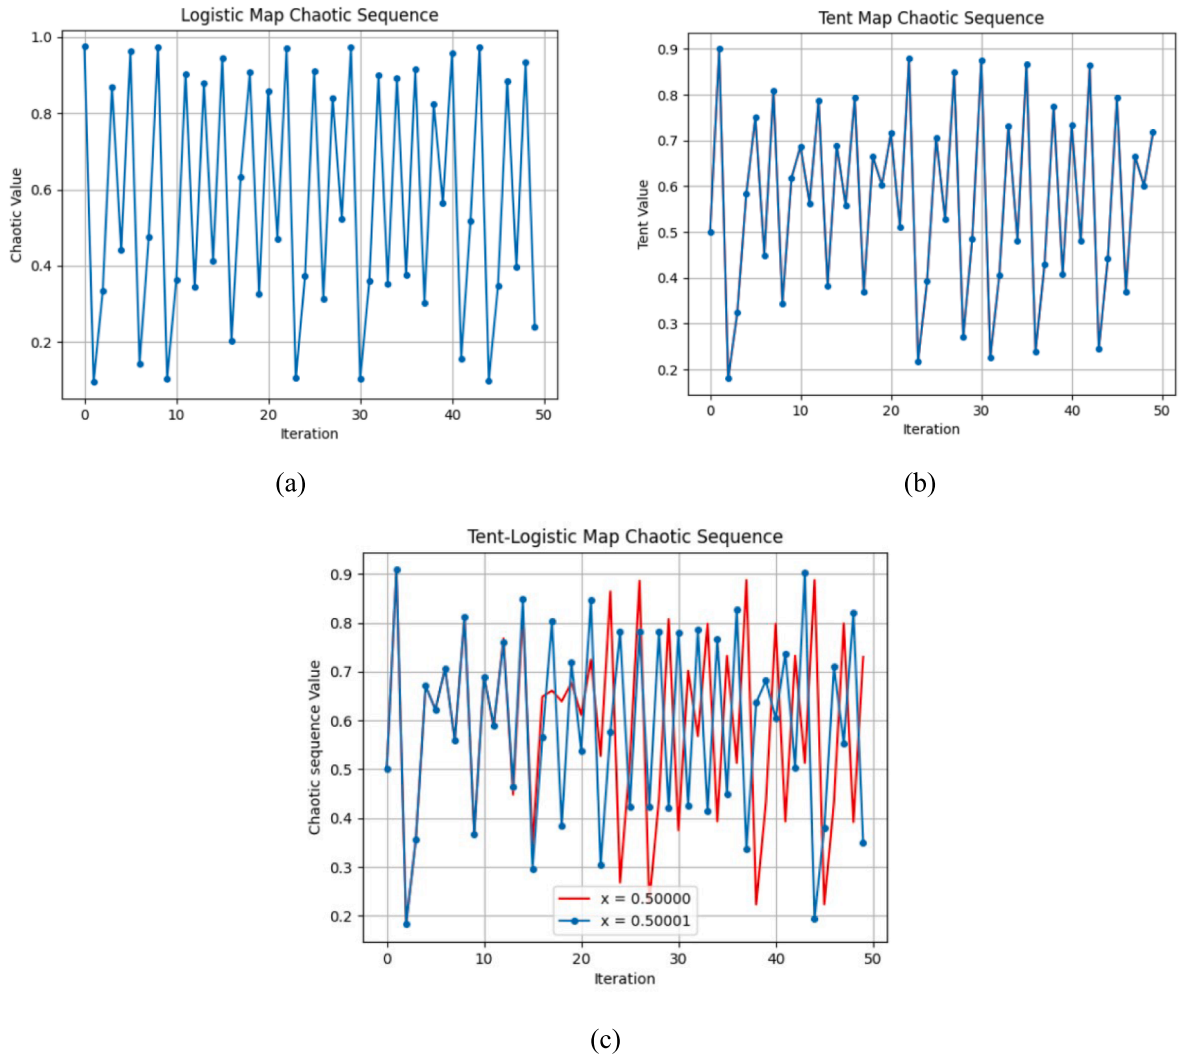 Logistic Map Chaotic Sequence
1.0
0.8
0.6
0.4
0.2
Chaotic Value
0 10 20 30 40 50
Iteration
(a)
Tent Map Chaotic Sequence
0.9
0.8
0.7
0.6
0.5
0.4
0.3
0.2
Tent Value
0 10 20 30 40 50
Iteration
(b)
Tent-Logistic Map Chaotic Sequence
0.9
0.8
0.7
0.6
0.5
0.4
0.3
0.2
Chaotic sequence Value
x = 0.50000
x = 0.50001
0 10 20 30 40 50
Iteration
(c)